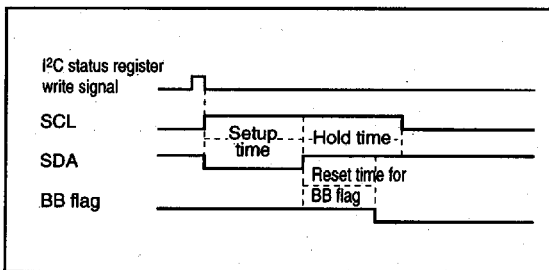 I²C status register
write signal
SCL
Setup
time
Hold time
SDA
Reset time for
BB flag
BB flag